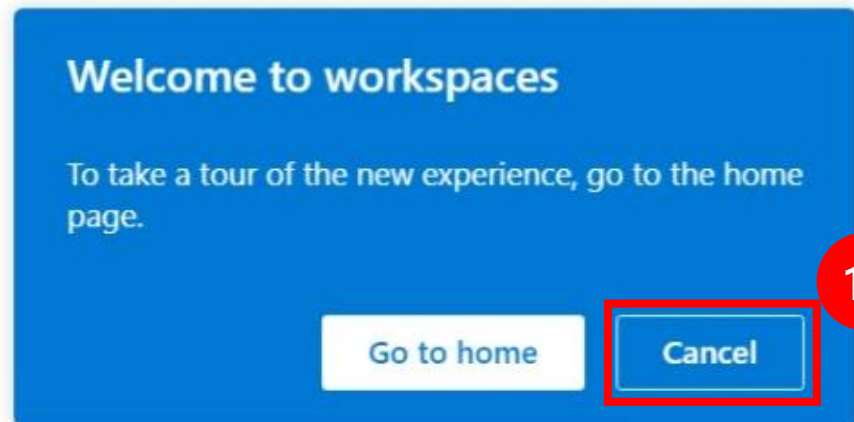 Welcome to workspaces
To take a tour of the new experience, go to the home
page.
1
Go to home
Cancel